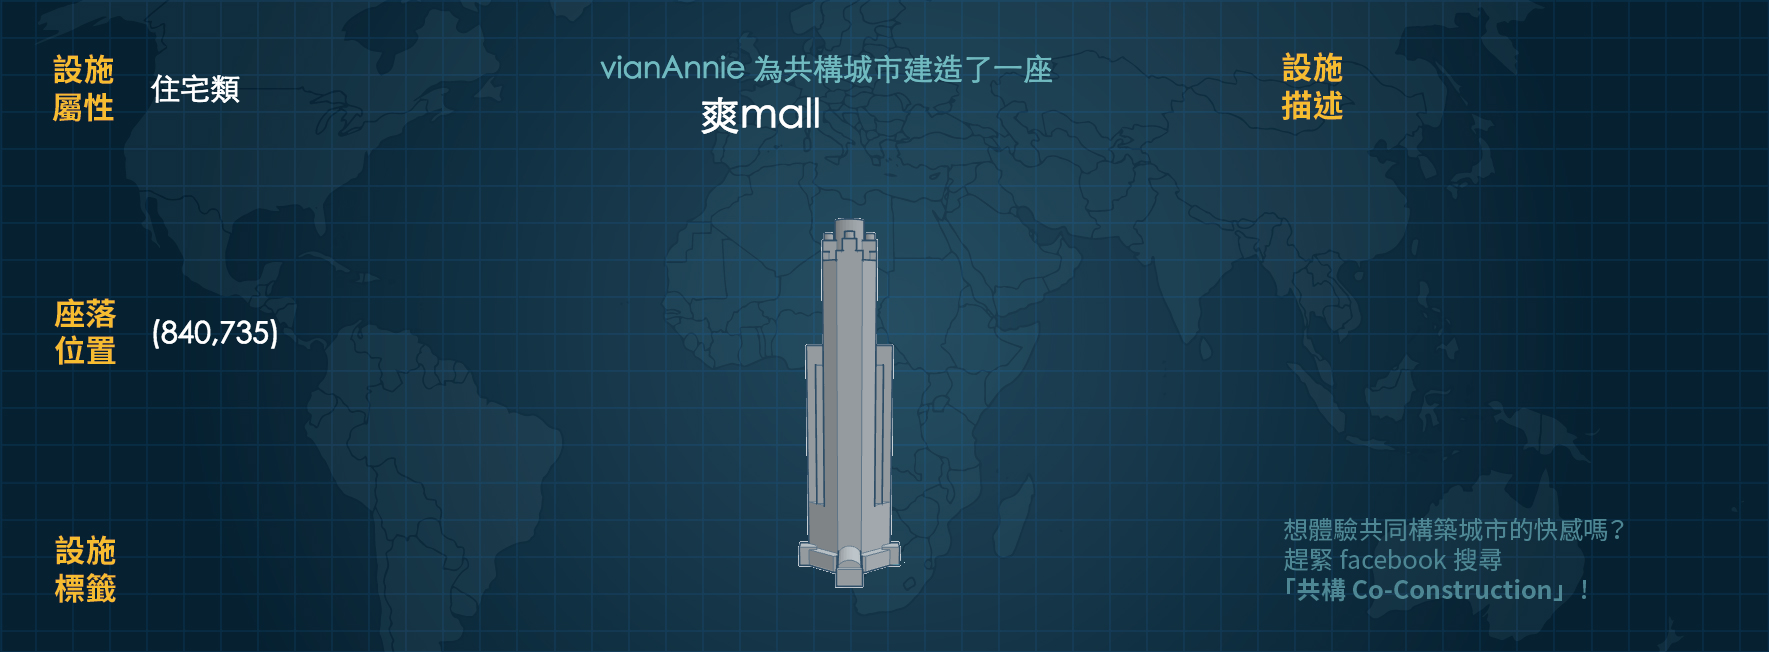 設施
屬性
住宅類
vianAnnie 為共構城市建造了一座
爽mall
設施
描述
座落
位置
(840,735)
設施
標籤
想體驗共同構築城市的快感嗎?
趕緊 facebook 搜尋
「共構 Co-Construction」!